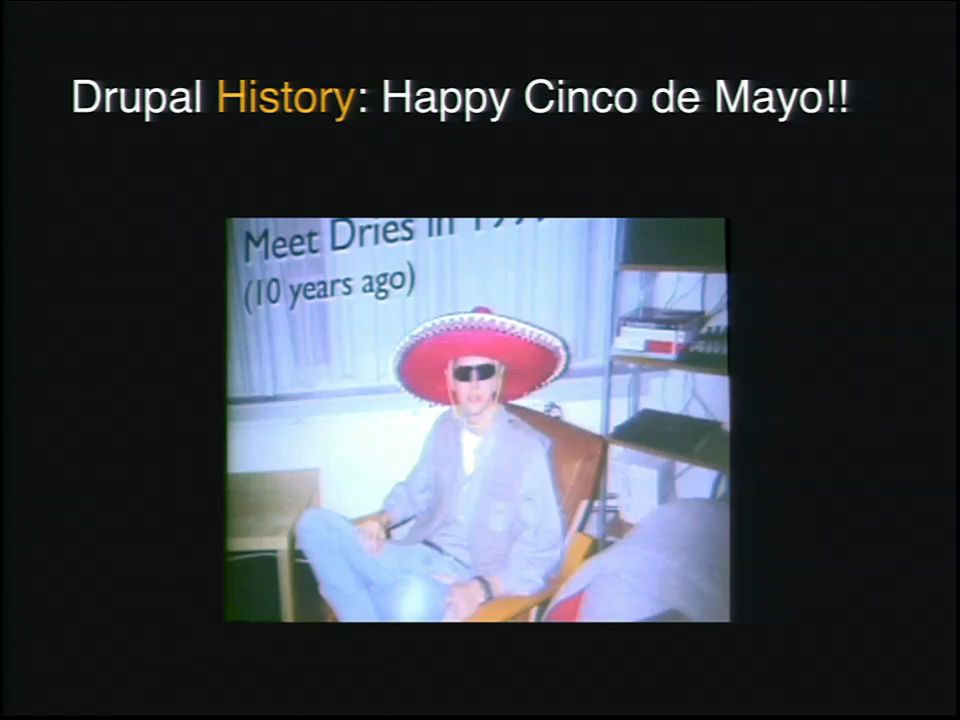 Drupal History: Happy Cinco de Mayo!!
Meet Dries in
(10 years ago)